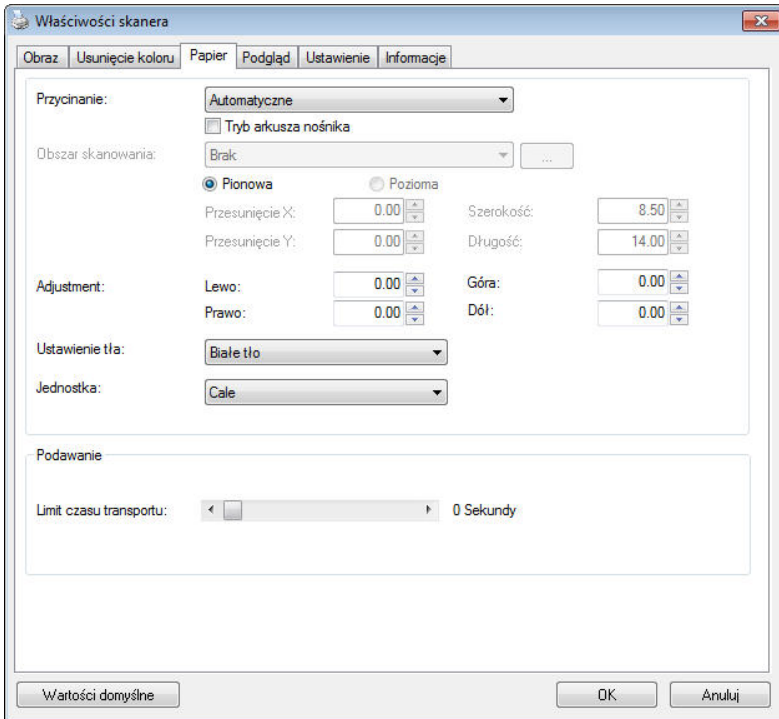 Właściwości skanera
Obraz Usunięcie koloru Papier Podgląd Ustawienie Informacje
Przycinanie: Automatyczne
Tryb arkusza nośnika
Obszar skanowania: Brak ...
Pionowa Pozioma
Przesunięcie X: 0.00 Szerokość: 8.50
Przesunięcie Y: 0.00 Długość: 14.00
Adjustment: Lewo: 0.00 Góra: 0.00
Prawo: 0.00 Dół: 0.00
Ustawienie tła: Białe tło
Jednostka: Cale
Podawanie
Limit czasu transportu: 0 Sekundy
Wartości domyślne OK Anuluj